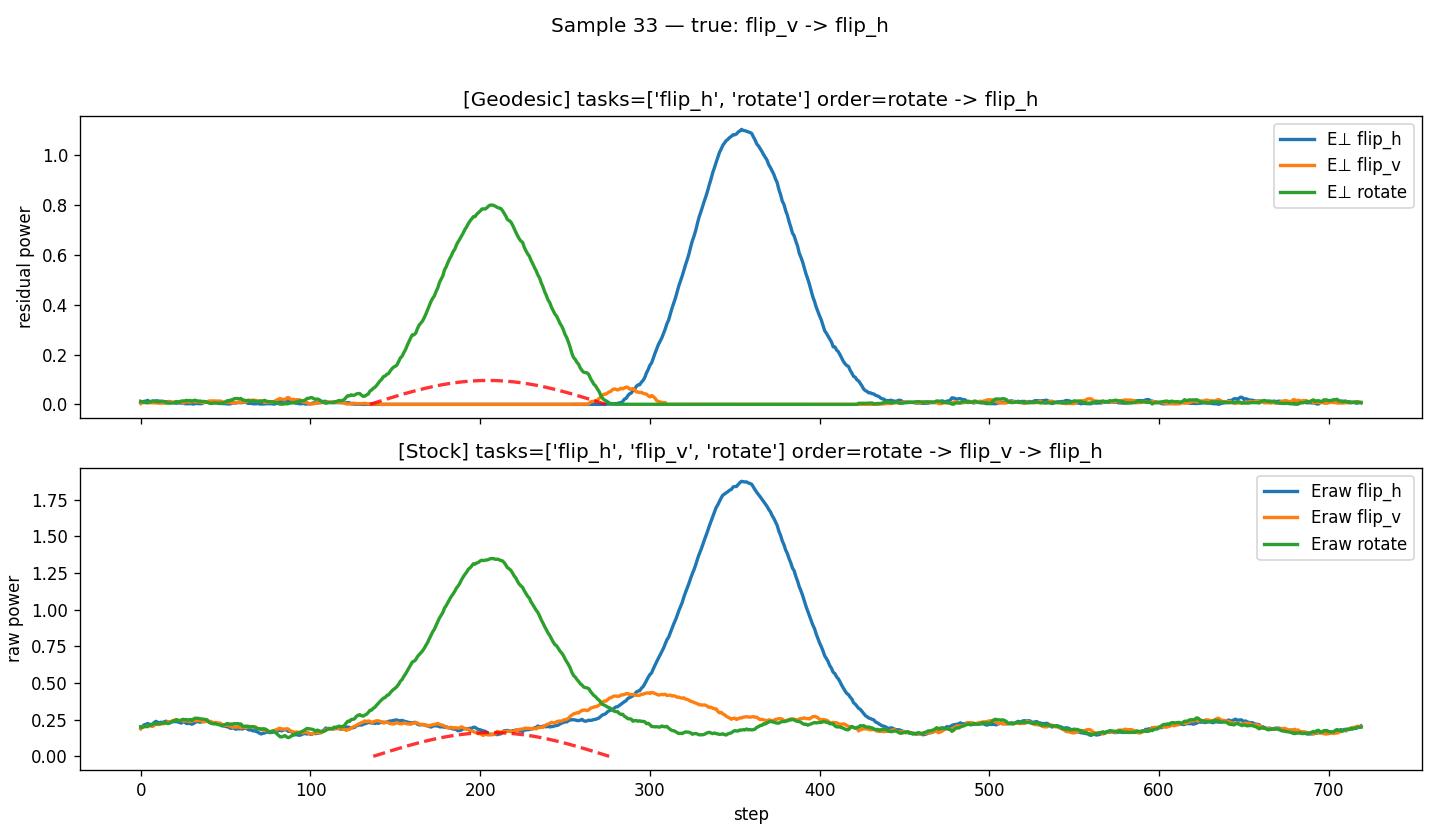 Sample 33 — true: flip_v -> flip_h
[Geodesic] tasks=['flip_h', 'rotate'] order=rotate -> flip_h
residual power
1.0
0.8
0.6
0.4
0.2
0.0
E⊥ flip_h
E⊥ flip_v
E⊥ rotate
[Stock] tasks=['flip_h', 'flip_v', 'rotate'] order=rotate -> flip_v -> flip_h
raw power
1.75
1.50
1.25
1.00
0.75
0.50
0.25
0.00
Eraw flip_h
Eraw flip_v
Eraw rotate
0 100 200 300 400 500 600 700
step